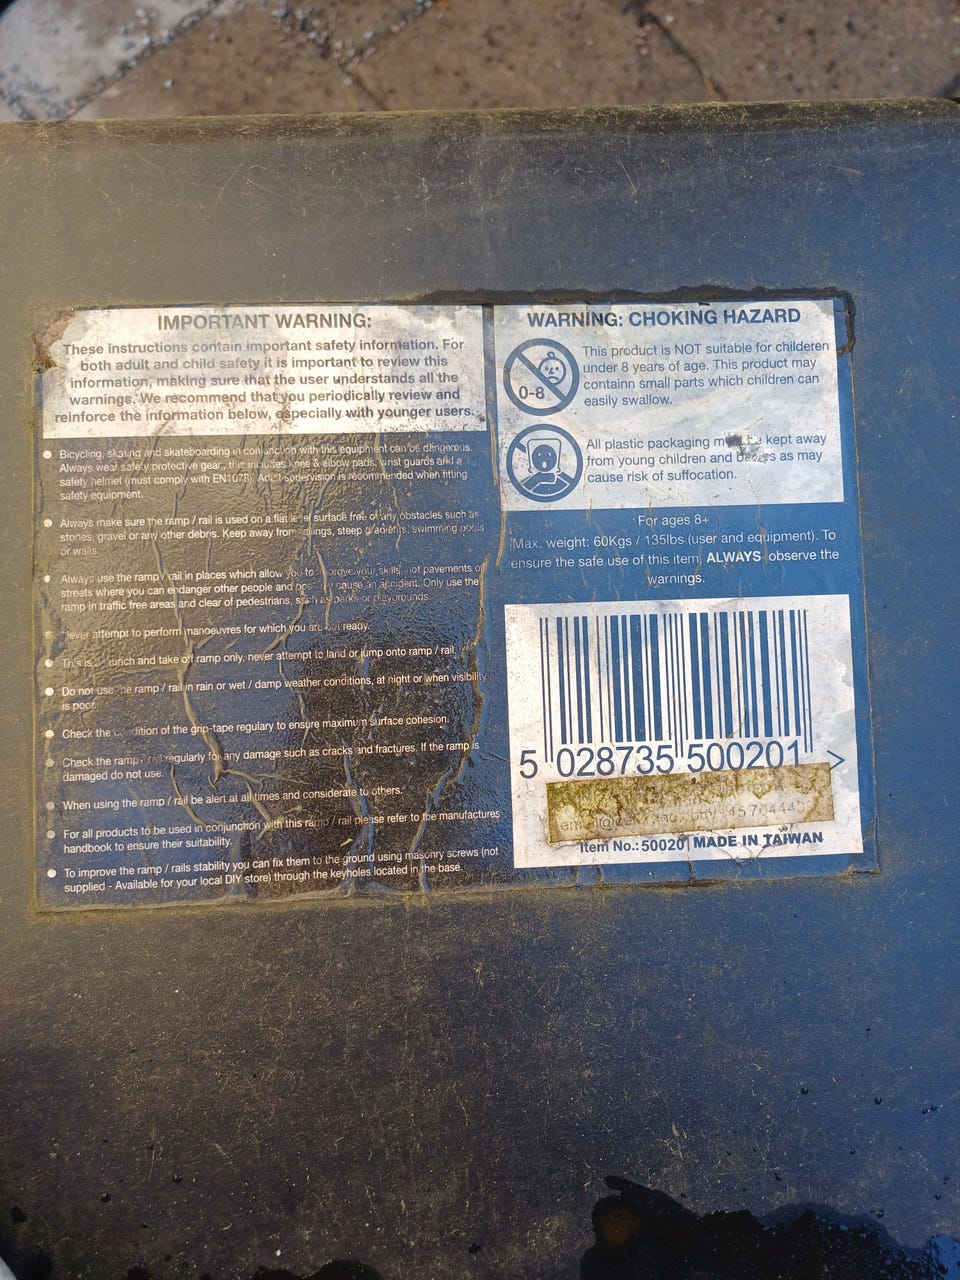 IMPORTANT WARNING:
These instructions contain important safety information. For
both adult and child safety it is important to review this
information, making sure that the user understands all the
warnings. We recommend that you periodically review and
reinforce the information below, especially with younger users.
Bicycling, skating and skateboarding in conjunction with this equipment can be dangerous.
Always wear safety protective gear, this includes knee & elbow pads, wrist guards and a
safety helmet (must comply with EN1078). Adult supervision is recommended when fitting
safety equipment.
Always make sure the ramp / rail is used on a flat level surface free of any obstacles such as
stones, gravel or any other debris. Keep away from railings, steep gradients, swimming pools
or walls.
Always use the ramp / rail in places which allow you to improve your skills, not pavements or
streets where you can endanger other people and possibly cause an accident. Only use the
ramp in traffic free areas and clear of pedestrians, such as parks or playgrounds.
Never attempt to perform manoeuvres for which you are not ready.
This is a launch and take off ramp only, never attempt to land or jump onto ramp / rail.
Do not use the ramp / rail in rain or wet / damp weather conditions, at night or when visibility
is poor.
Check the condition of the grip-tape regulary to ensure maximum surface cohesion.
Check the ramp / rail regularly for any damage such as cracks and fractures. If the ramp is
damaged do not use.
When using the ramp / rail be alert at all times and considerate to others.
For all products to be used in conjunction with this ramp / rail please refer to the manufactures
handbook to ensure their suitability.
To improve the ramp / rails stability you can fix them to the ground using masonry screws (not
supplied - Available for your local DIY store) through the keyholes located in the base.
WARNING: CHOKING HAZARD
0-8
This product is NOT suitable for childeren
under 8 years of age. This product may
containn small parts which children can
easily swallow.
All plastic packaging must be kept away
from young children and babies as may
cause risk of suffocation.
For ages 8+
Max. weight: 60Kgs / 135lbs (user and equipment). To
ensure the safe use of this item, ALWAYS observe the
warnings.
5 028735 500201 >
Item No.: 50020 MADE IN TAIWAN